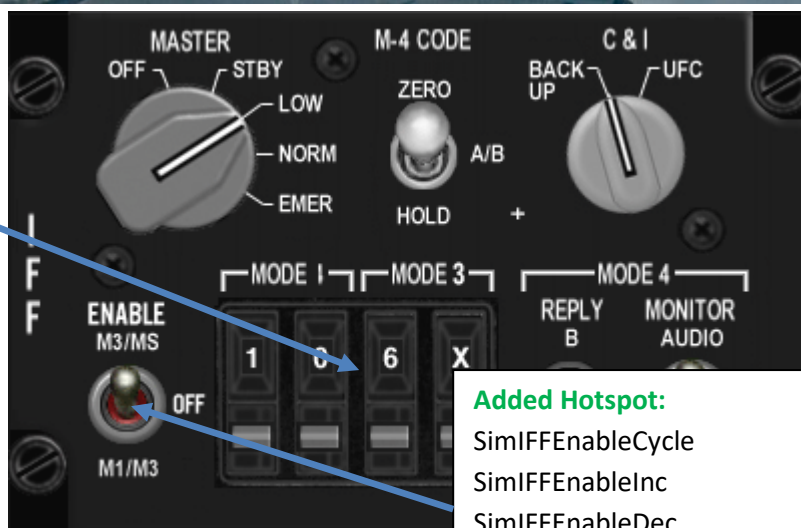 MASTER
M-4 CODE
C & I
OFF
STBY
LOW
NORM
EMER
ZERO
A/B
HOLD
+
BACK UP
UFC
IFF
MODE
MODE 3
MODE 4
ENABLE
M3/MS
OFF
M1/M3
1
6
X
REPLY
B
MONITOR
AUDIO
Added Hotspot:
SimIFFEnableCycle
SimIFFEnableInc
SimIFFEnableDec